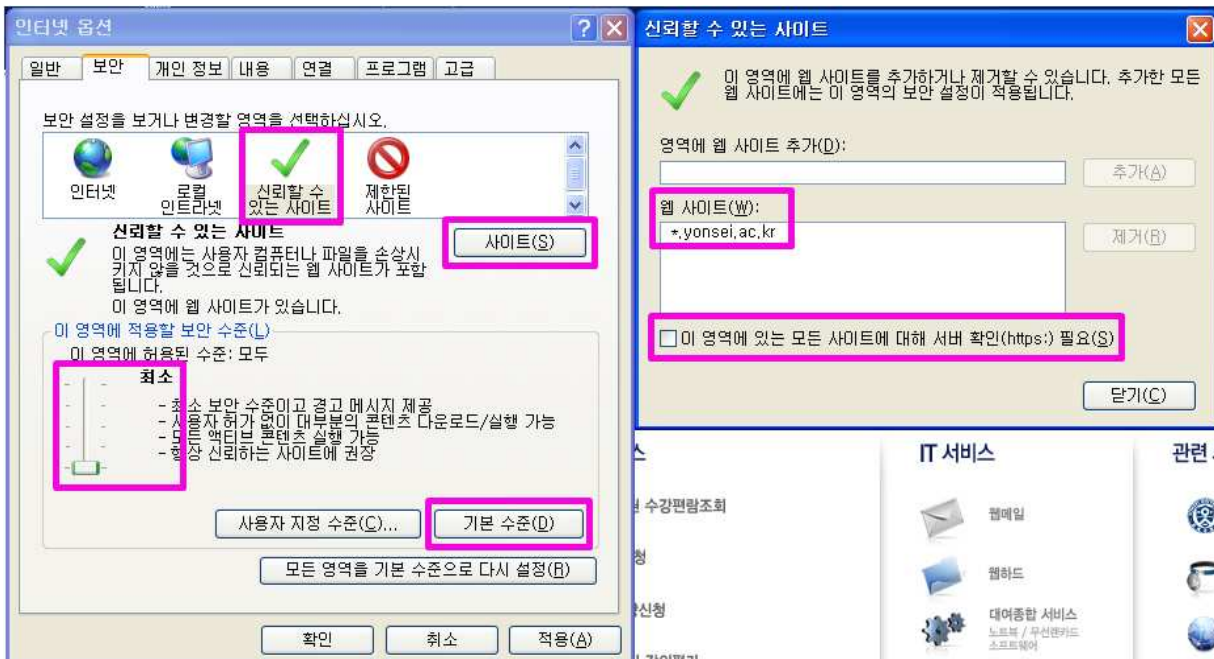 인터넷 옵션
일반 보안 개인 정보 내용 연결 프로그램 고급
보안 설정을 보거나 변경할 영역을 선택하십시오.
인터넷
로컬
인트라넷
신뢰할 수
있는 사이트
제한된
사이트
신뢰할 수 있는 사이트
사이트(S)
이 영역에는 사용자 컴퓨터나 파일을 손상시
키지 않을 것으로 신뢰되는 웹 사이트가 포함
됩니다.
이 영역에 웹 사이트가 있습니다.
이 영역에 적용할 보안 수준(L)
이 영역에 허용된 수준: 모두
최소
- 최소 보안 수준이고 경고 메시지 제공
- 사용자 허가 없이 대부분의 콘텐츠 다운로드/실행 가능
- 모든 액티브 콘텐츠 실행 가능
- 항상 신뢰하는 사이트에 권장
사용자 지정 수준(C)... 기본 수준(D)
모든 영역을 기본 수준으로 다시 설정(R)
확인 취소 적용(A)
신뢰할 수 있는 사이트
이 영역에 웹 사이트를 추가하거나 제거할 수 있습니다. 추가한 모든
웹 사이트에는 이 영역의 보안 설정이 적용됩니다.
영역에 웹 사이트 추가(D):
추가(A)
웹 사이트(W):
*.yonsei.ac.kr
제거(R)
이 영역에 있는 모든 사이트에 대해 서버 확인(https:) 필요(S)
닫기(C)
스
수강편람조회
청
신청
IT 서비스
웹메일
웹하드
대여종합 서비스
노트북 / 무선랜카드
소프트웨어
관련